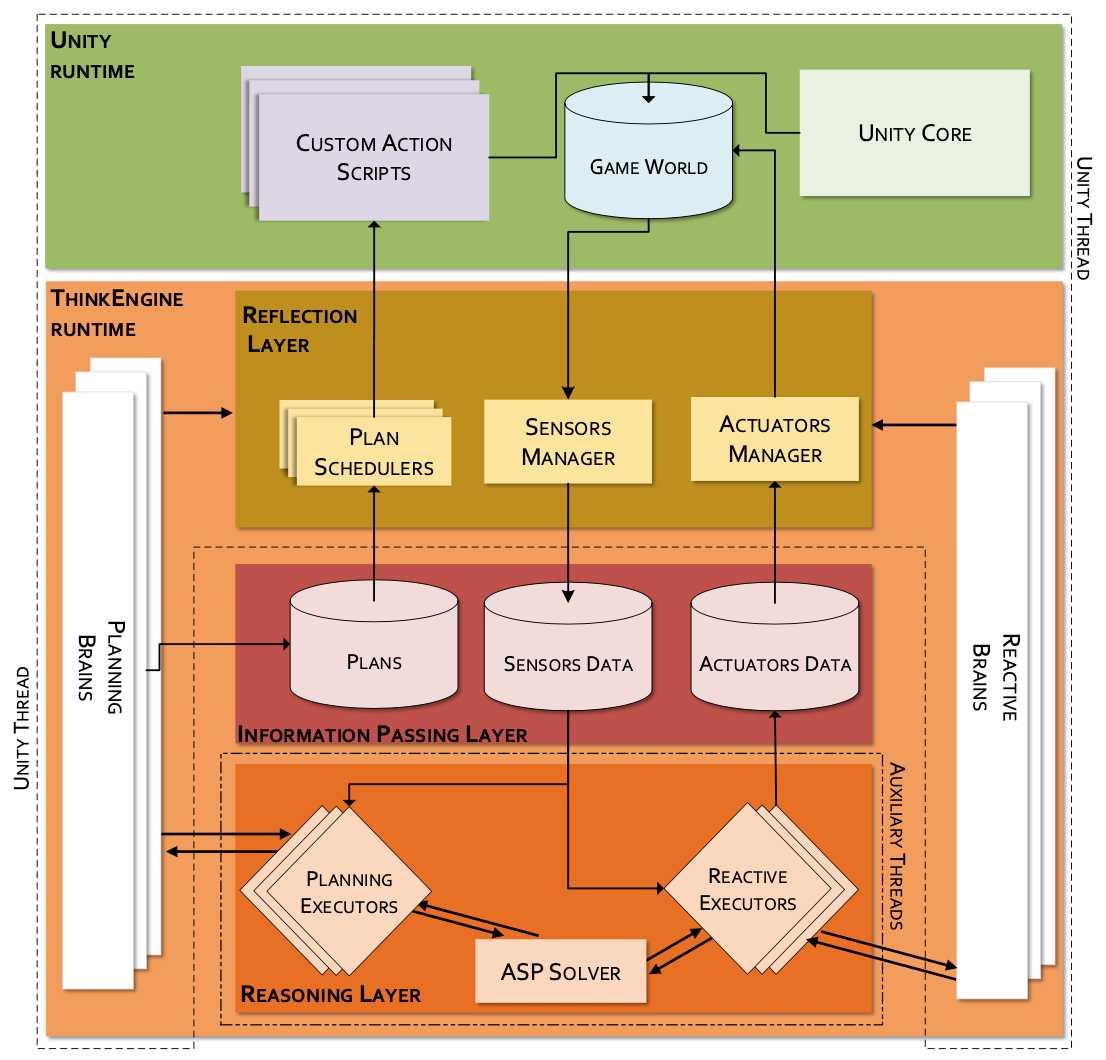 Unity
runtime
Custom Action
Scripts
Game World
Unity Core
Unity Thread
ThinkEngine
runtime
Reflection
Layer
Plan
Schedulers
Sensors
Manager
Actuators
Manager
Planning
Brains
Reactive
Brains
Plans
Sensors Data
Actuators Data
Unity Thread
Information Passing Layer
Auxiliary Threads
Planning
Executors
Reactive
Executors
ASP Solver
Reasoning Layer